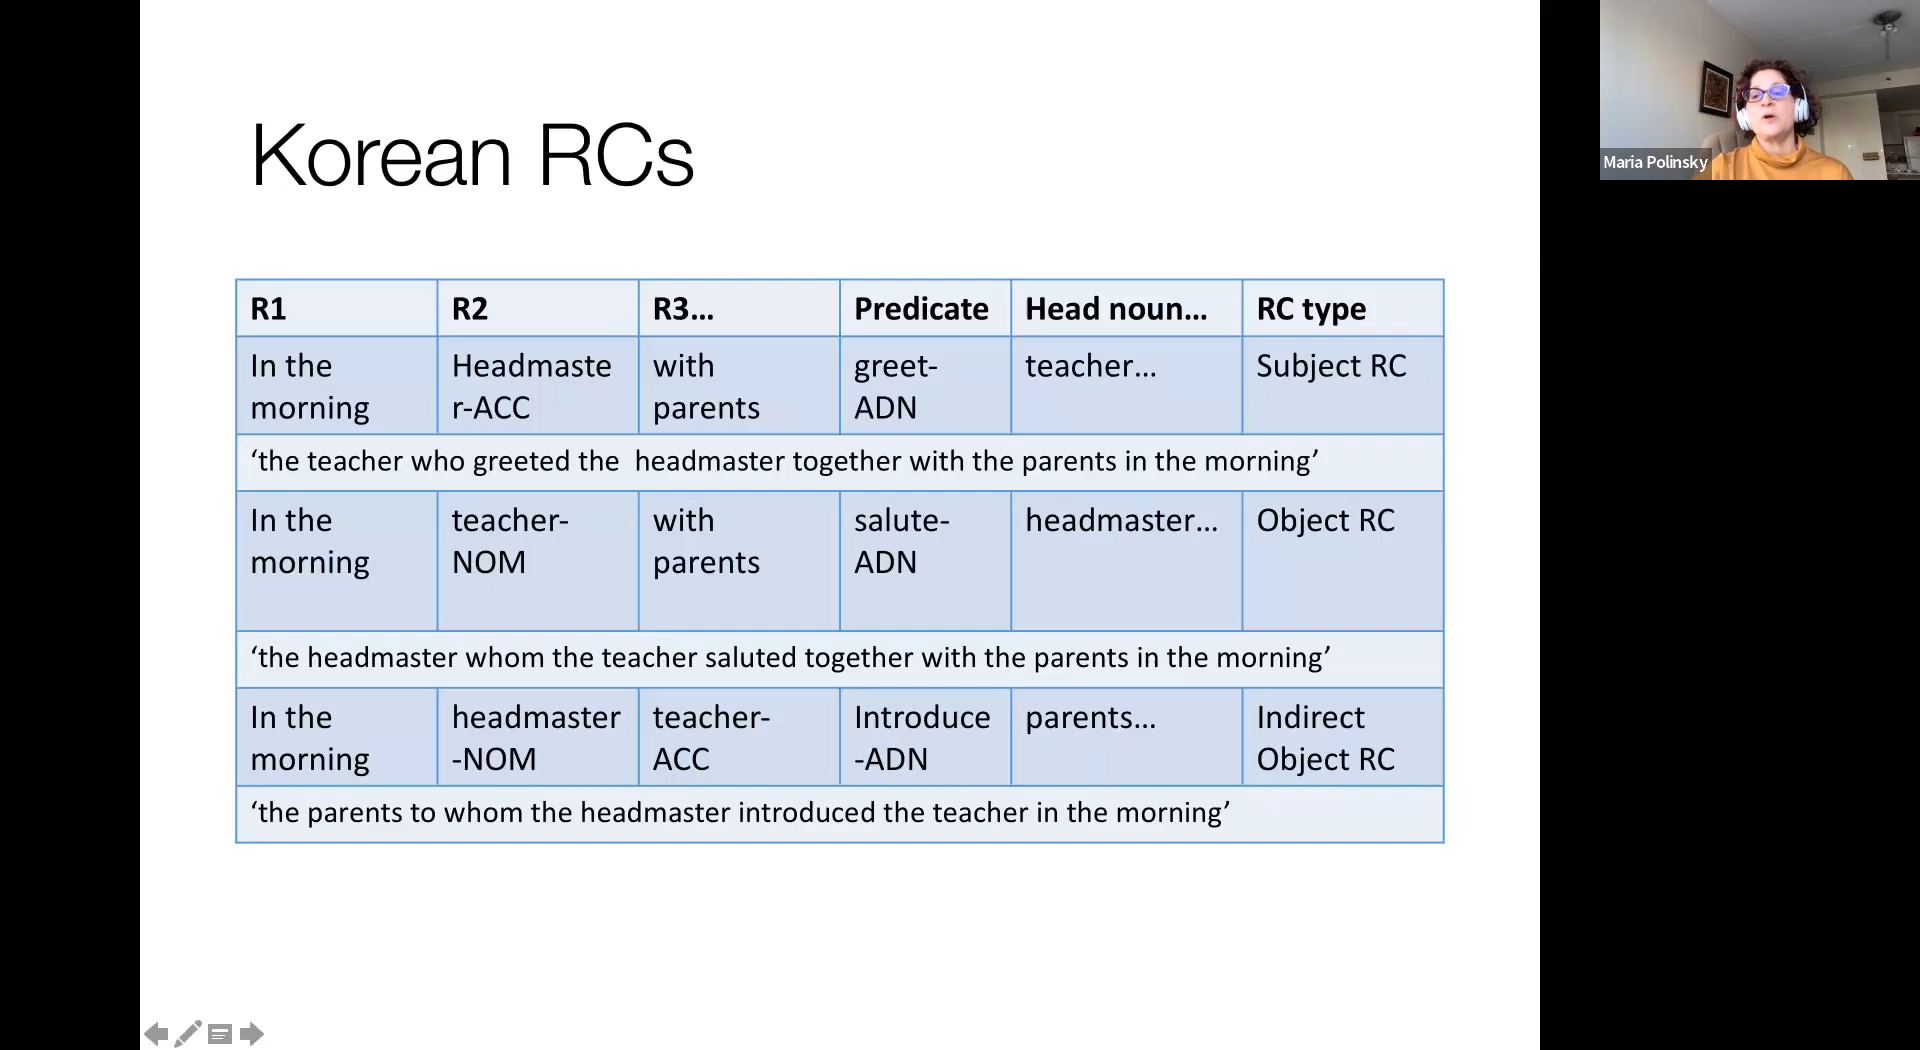 Korean RCs
Maria Polinsky
R1 R2 R3... Predicate Head noun... RC type
In the Headmaste with greet- teacher... Subject RC
morning r-ACC parents ADN
‘the teacher who greeted the  headmaster together with the parents in the morning’
In the teacher- with salute- headmaster... Object RC
morning NOM parents ADN
‘the headmaster whom the teacher saluted together with the parents in the morning’
In the headmaster teacher- Introduce parents... Indirect
morning -NOM ACC -ADN Object RC
‘the parents to whom the headmaster introduced the teacher in the morning’